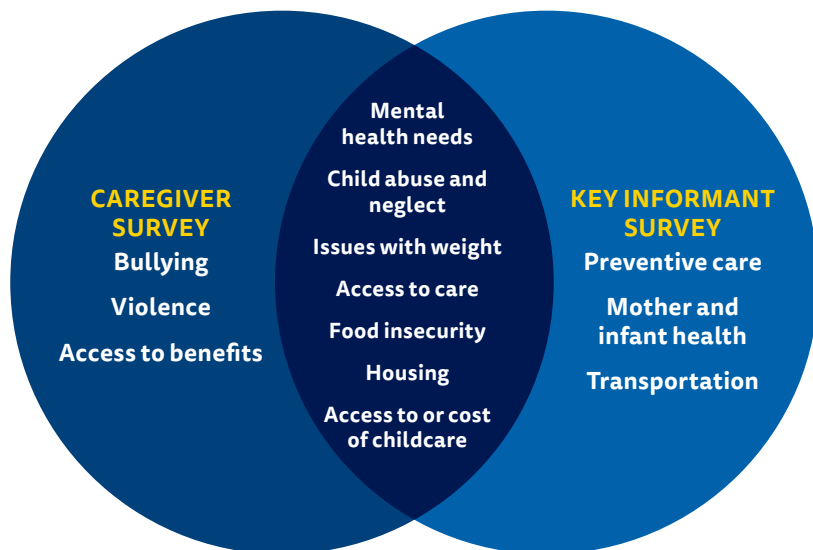 CAREGIVER
SURVEY
Bullying
Violence
Access to benefits
Mental
health needs
Child abuse and
neglect
Issues with weight
Access to care
Food insecurity
Housing
Access to or cost
of childcare
KEY INFORMANT
SURVEY
Preventive care
Mother and
infant health
Transportation